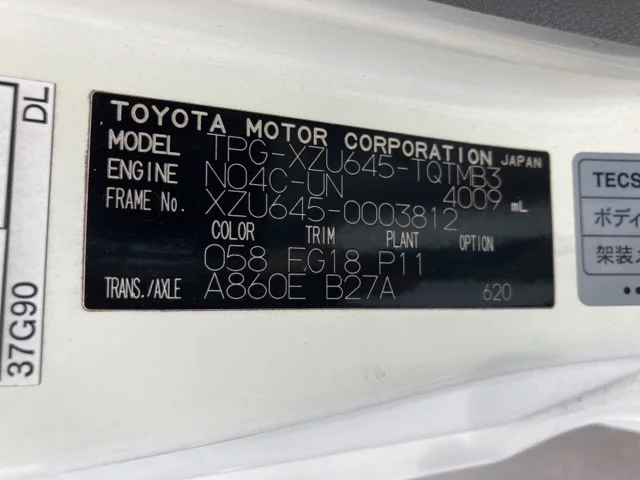 TOYOTA MOTOR CORPORATION JAPAN
MODEL TPG-XZU645-TQTMB3
ENGINE N04C-UN 4009 mL
FRAME No. XZU645-0003812
COLOR TRIM PLANT OPTION
058 FG18 P11
TRANS./AXLE A860E B27A 620
DL
37G90
TECS
ボディ
架装